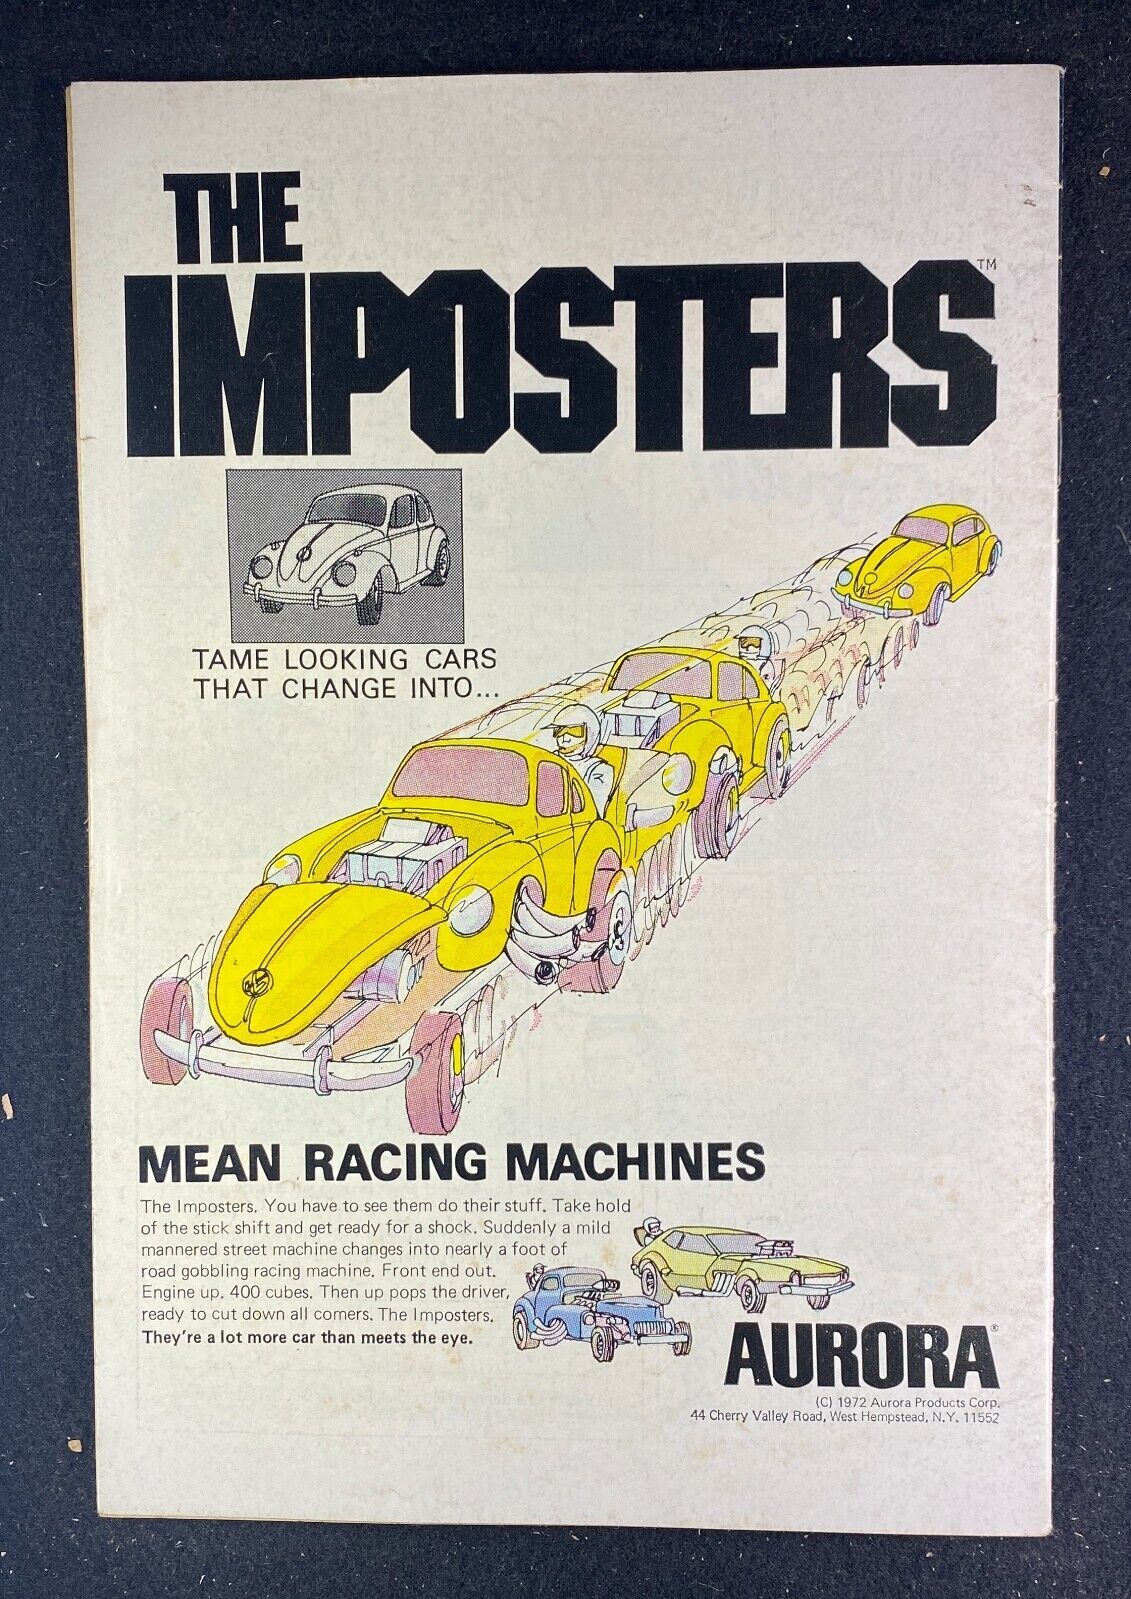 THE
IMPOSTERS™
TAME LOOKING CARS
THAT CHANGE INTO...
MEAN RACING MACHINES
The Imposters. You have to see them do their stuff. Take hold
of the stick shift and get ready for a shock. Suddenly a mild
mannered street machine changes into nearly a foot of
road gobbling racing machine. Front end out.
Engine up. 400 cubes. Then up pops the driver,
ready to cut down all comers. The Imposters.
They're a lot more car than meets the eye.
AURORA®
(C) 1972 Aurora Products Corp.
44 Cherry Valley Road, West Hempstead, N.Y. 11552